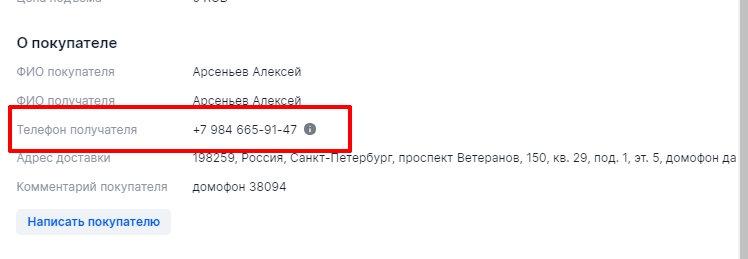 О покупателе
ФИО покупателя Арсеньев Алексей
ФИО получателя Арсеньев Алексей
Телефон получателя +7 984 665-91-47
Адрес доставки 198259, Россия, Санкт-Петербург, проспект Ветеранов, 150, кв. 29, под. 1, эт. 5, домофон да
Комментарий покупателя домофон 38094
Написать покупателю